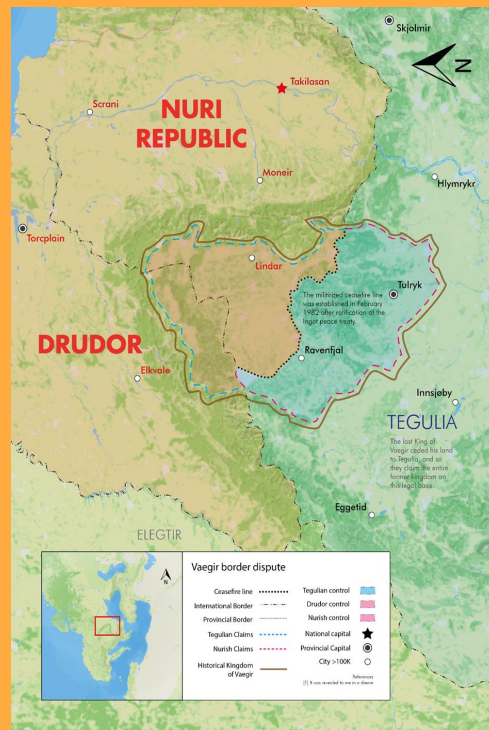 Skjolmir
N
Takilasan
Scrani
NURI
REPUBLIC
Moneir
Hlymrykr
Torcplain
Lindar
Tulryk
The militirized ceasefire line
was established in February
1982 after ratification of the
Ingot peace treaty.
DRUDOR
Ravenfjal
Elkvale
Innsjøby
TEGULIA
The last King of
Vaegir ceded his land
to Tegulia, and so
they claim the entire
former kingdom on
this legal basis
Eggetid
ELEGTIR
N
Vaegir border dispute
Ceasefire line
International Border
Provincial Border
Tegulian Claims
Nurish Claims
Historical Kingdom
of Vaegir
Tegulian control
Drudor control
Nurish control
National capital
Provincial Capital
City >100K
References
[1] It was revealed to me in a dream